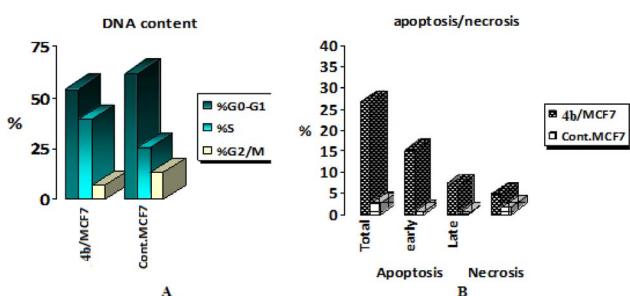 DNA content
75
50
25
0
%
4b/MCF7
Cont.MCF7
%G0-G1
%S
%G2/M
A
apoptosis/necrosis
40
35
30
25
20
15
10
5
0
%
Total
early
Late
Apoptosis
Necrosis
4b/MCF7
Cont.MCF7
B